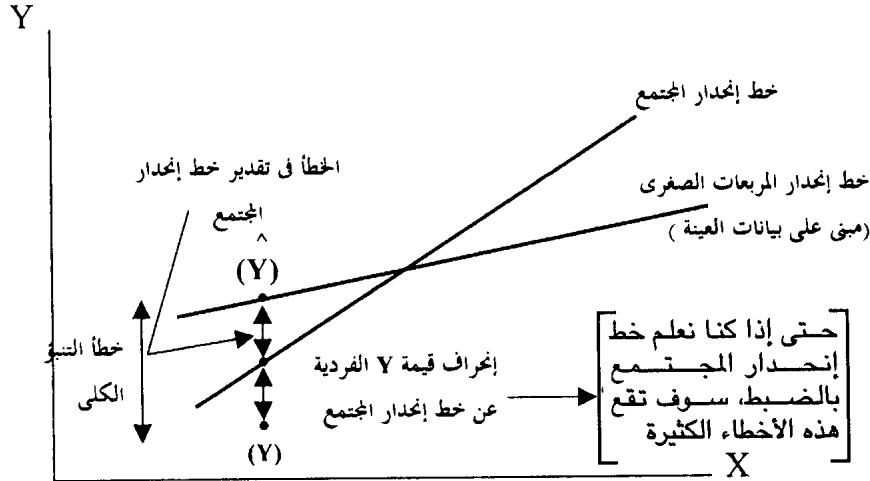 Y
خط إنحدار المجتمع
الخطأ فى تقدير خط إنحدار
المجتمع
خط إنحدار المربعات الصغرى
(مبنى على بيانات العينة )
^
(Y)
خطأ التنبؤ
الكلى
إنحراف قيمة Y الفردية
عن خط إنحدار المجتمع
(Y)
حتى إذا كنا نعلم خط
إنحدار المجتمع
بالضبط، سوف تقع
هذه الأخطاء الكثيرة
X